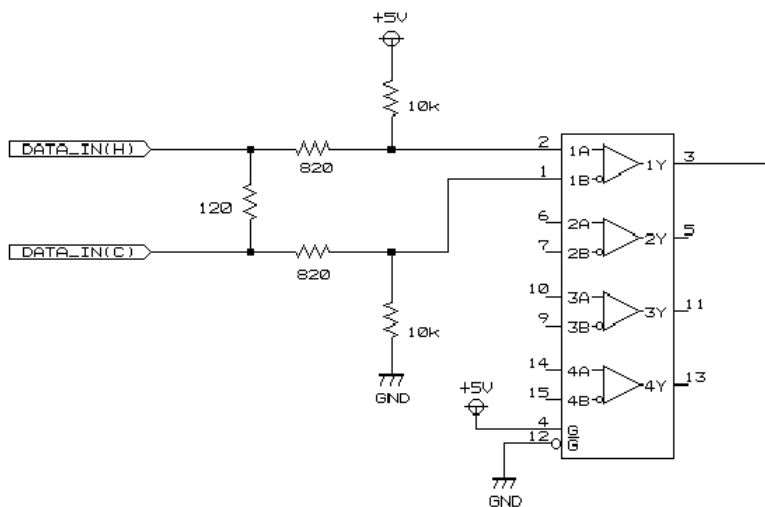 +5V
10k
DATA_IN(H)
820
120
DATA_IN(C)
820
10k
GND
2
1A
1Y
3
1
1B
6
2A
2Y
5
7
2B
10
3A
3Y
11
9
3B
14
4A
4Y
13
15
4B
+5V
4
G
12
G̅
GND